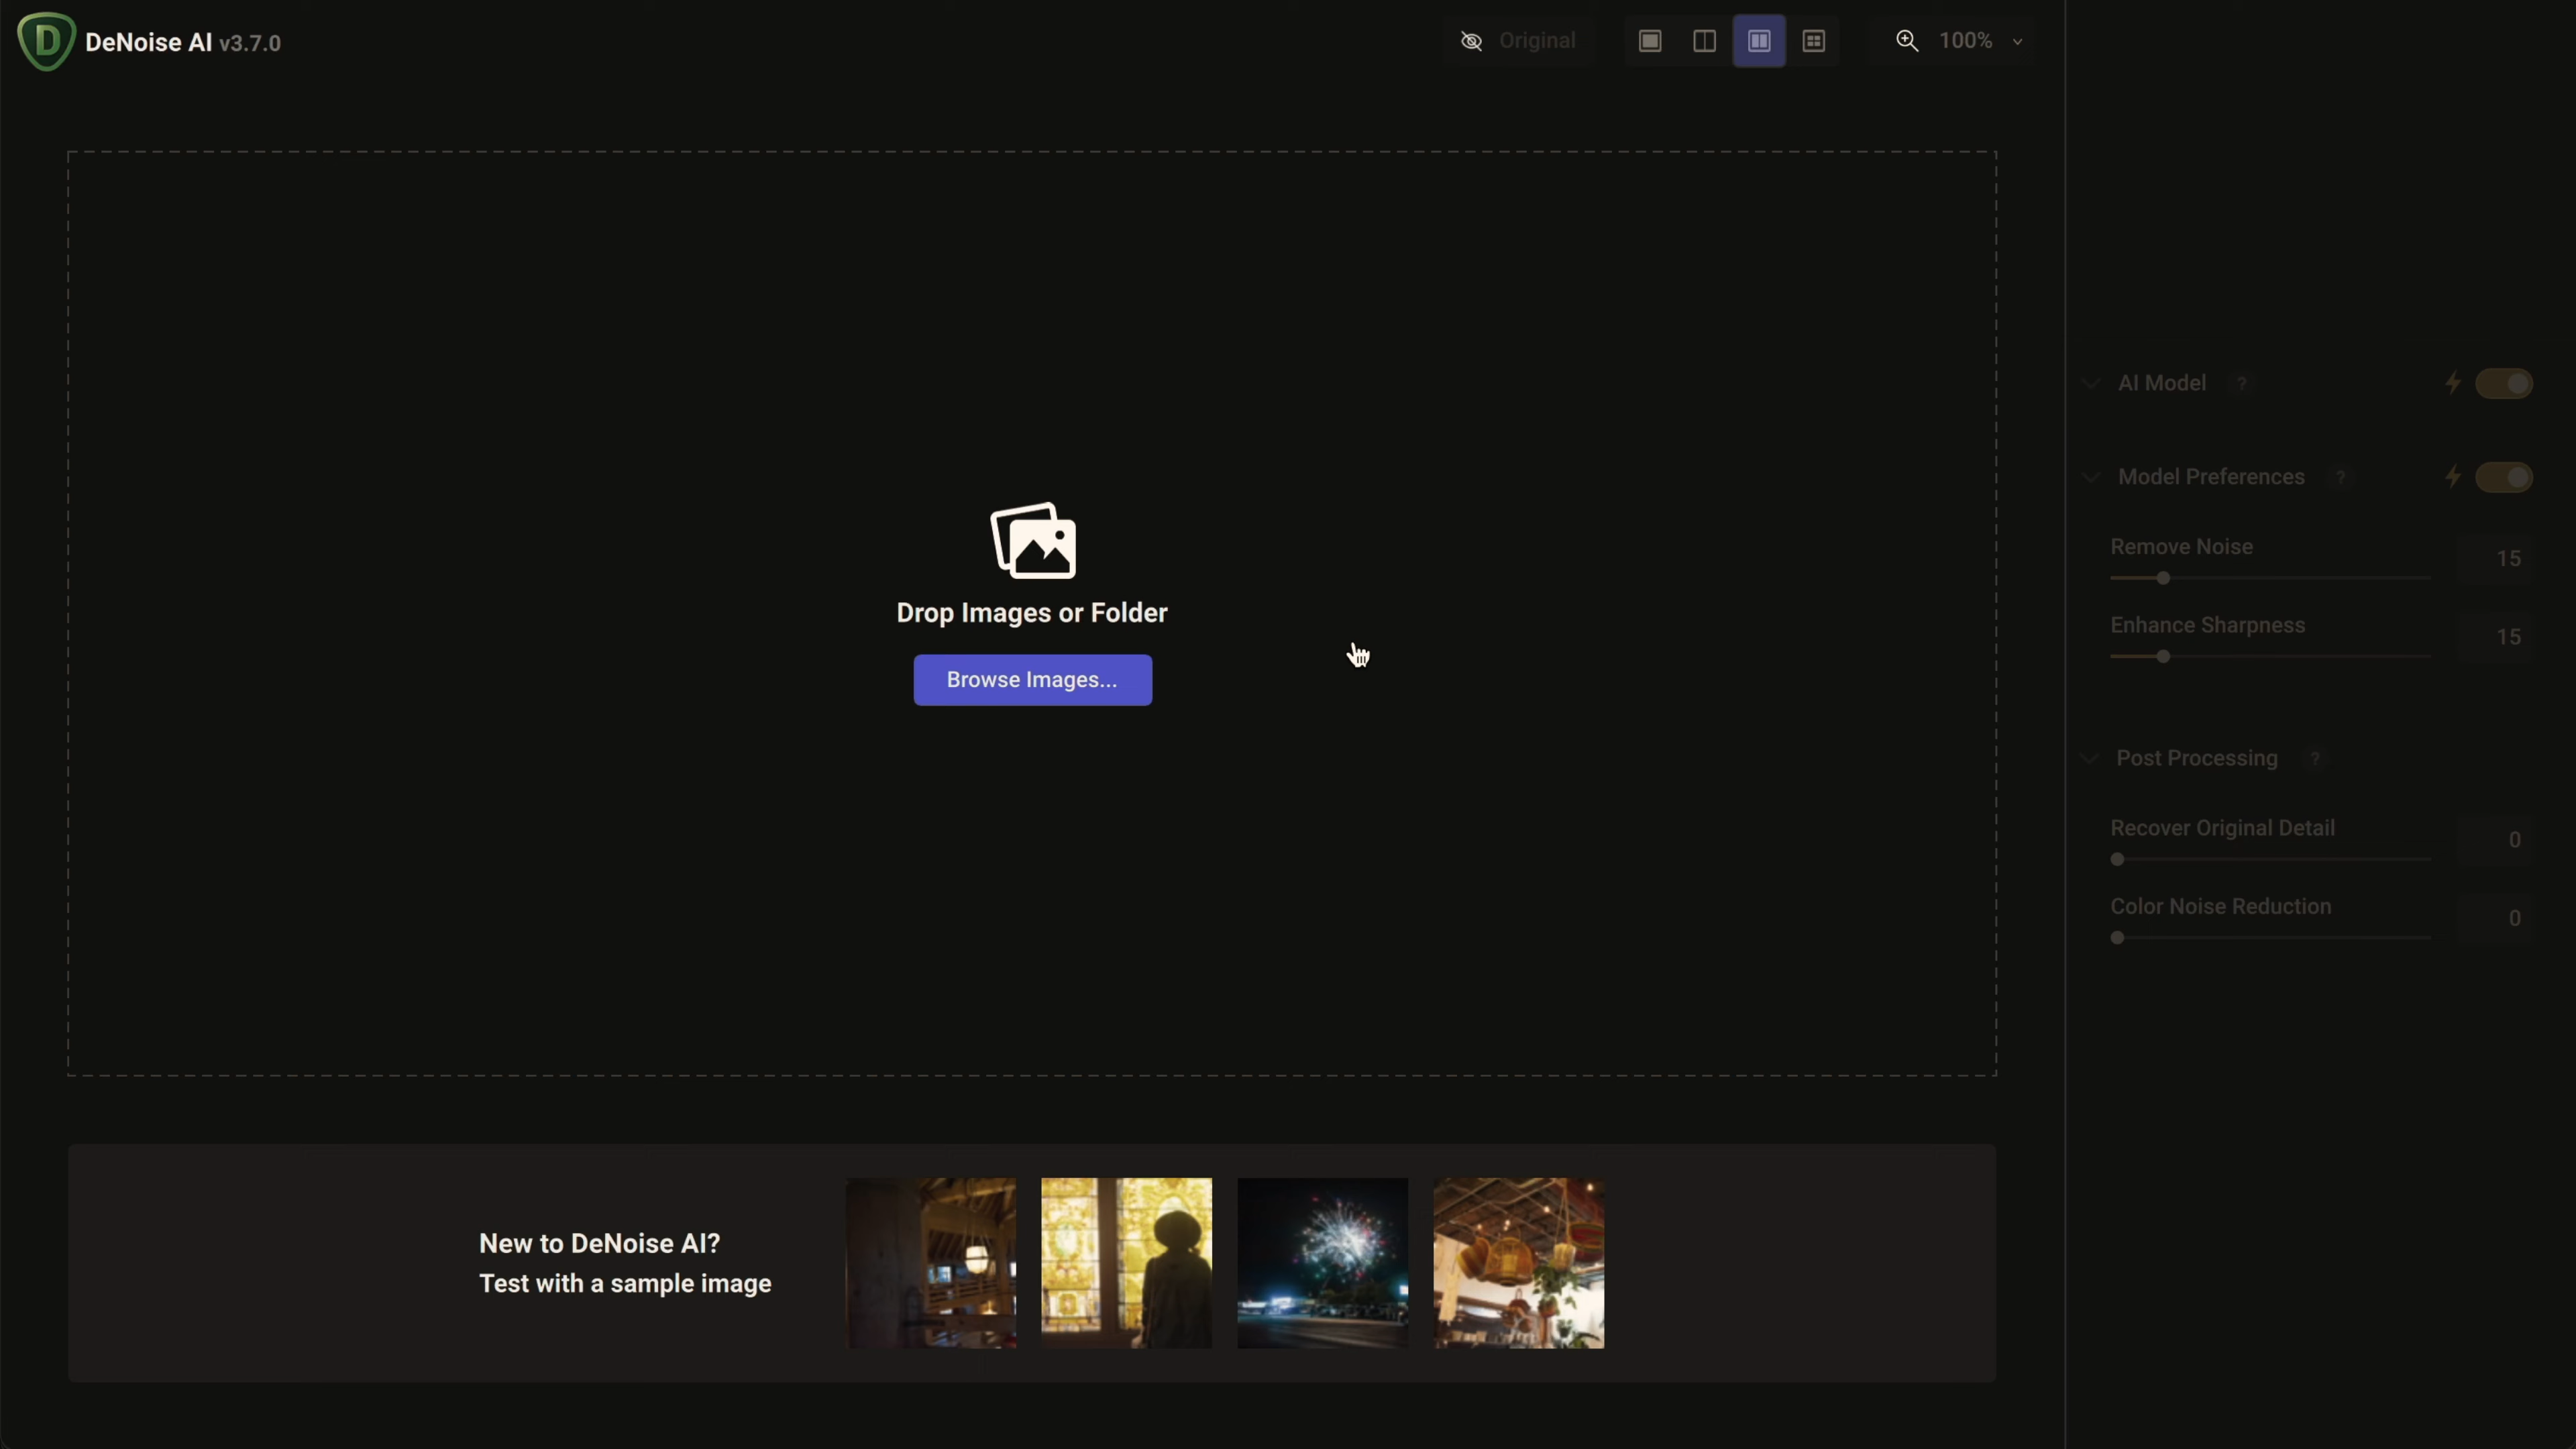 DeNoise AI v3.7.0
Original
100%
Drop Images or Folder
Browse Images...
AI Model ?
Model Preferences ?
Remove Noise
15
Enhance Sharpness
15
Post Processing ?
Recover Original Detail
0
Color Noise Reduction
0
New to DeNoise AI?
Test with a sample image